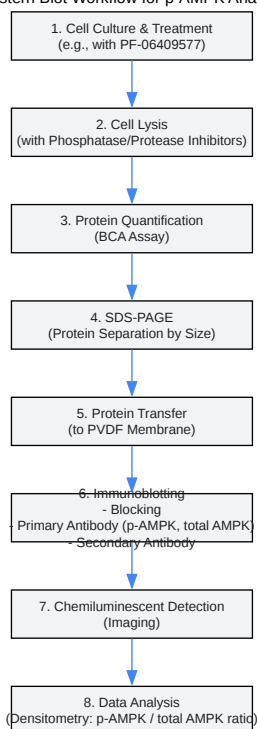 Blot Workflow for p-AMPK
1. Cell Culture & Treatment
(e.g., with PF-06409577)
2. Cell Lysis
(with Phosphatase/Protease Inhibitors)
3. Protein Quantification
(BCA Assay)
4. SDS-PAGE
(Protein Separation by Size)
5. Protein Transfer
(to PVDF Membrane)
6. Immunoblotting
- Blocking
- Primary Antibody (p-AMPK, total AMPK)
- Secondary Antibody
7. Chemiluminescent Detection
(Imaging)
8. Data Analysis
(Densitometry: p-AMPK / total AMPK ratio)